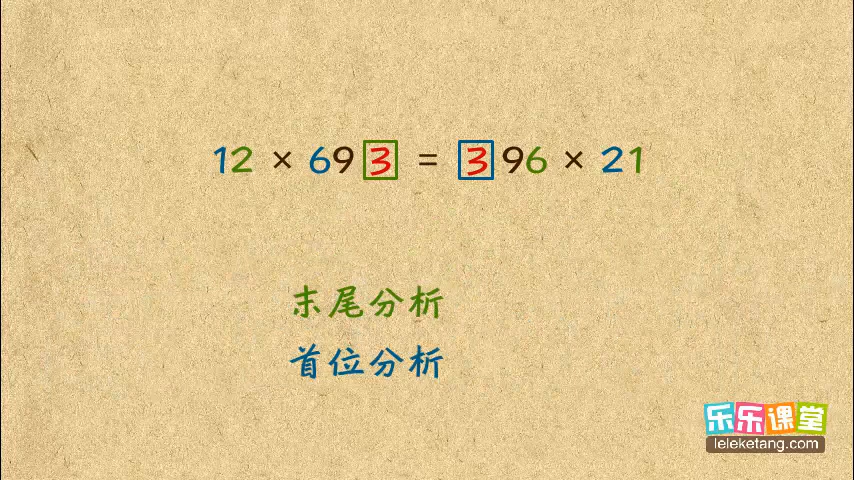 12 × 693 = 396 × 21
末尾分析
首位分析
乐乐课堂
leleketang.com